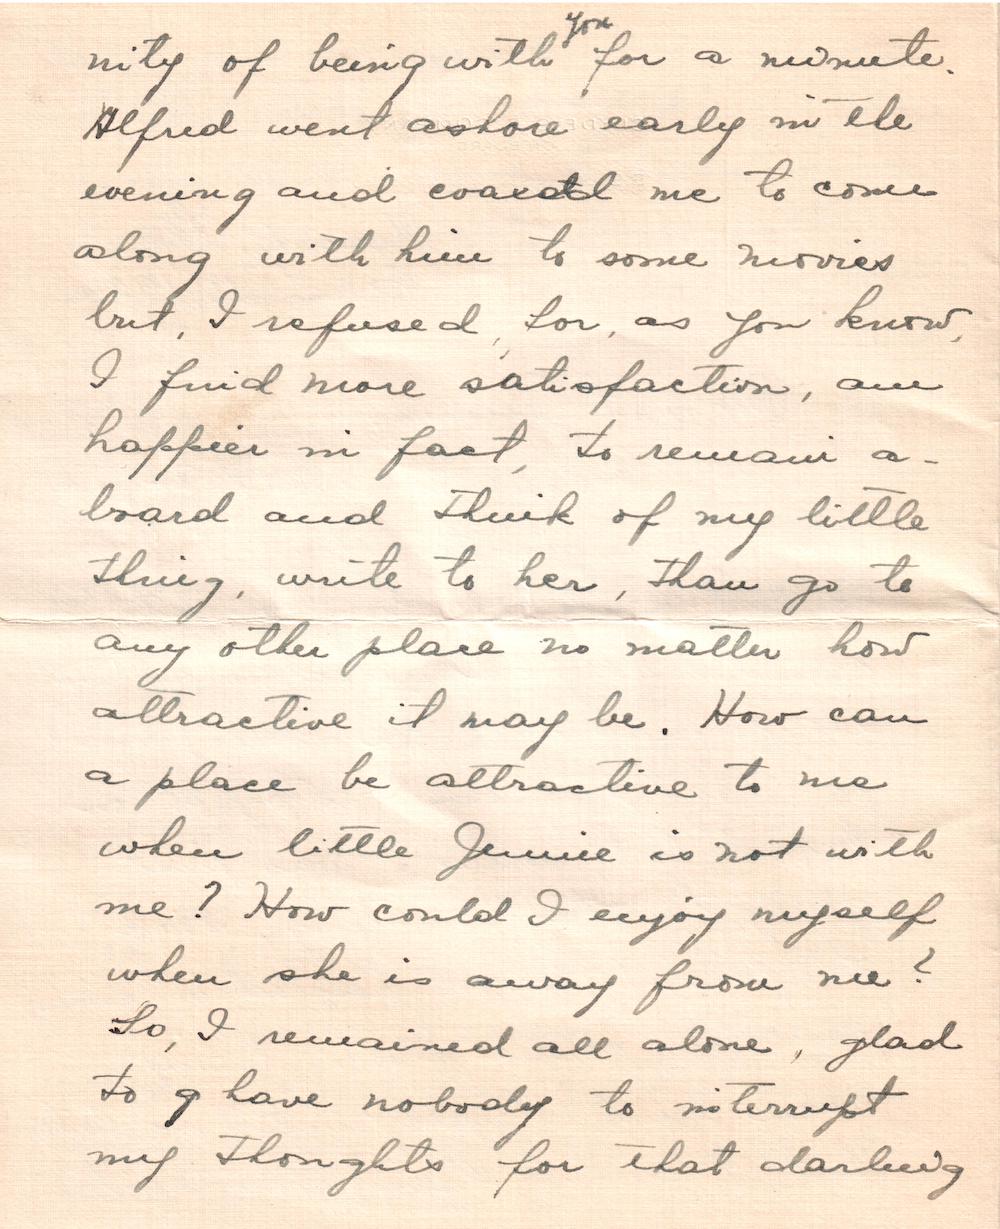 nity of being with you for a minute.
Alfred went ashore early in the
evening and coaxed me to come
along with him to some movies
but, I refused, for, as you know,
I find more satisfaction, am
happier in fact, to remain a-
board and think of my little
thing, write to her, than go to
any other place no matter how
attractive it may be. How can
a place be attractive to me
when little Jennie is not with
me? How could I enjoy myself
when she is away from me?
So, I remained all alone, glad
to have nobody to interrupt
my thoughts for that darling